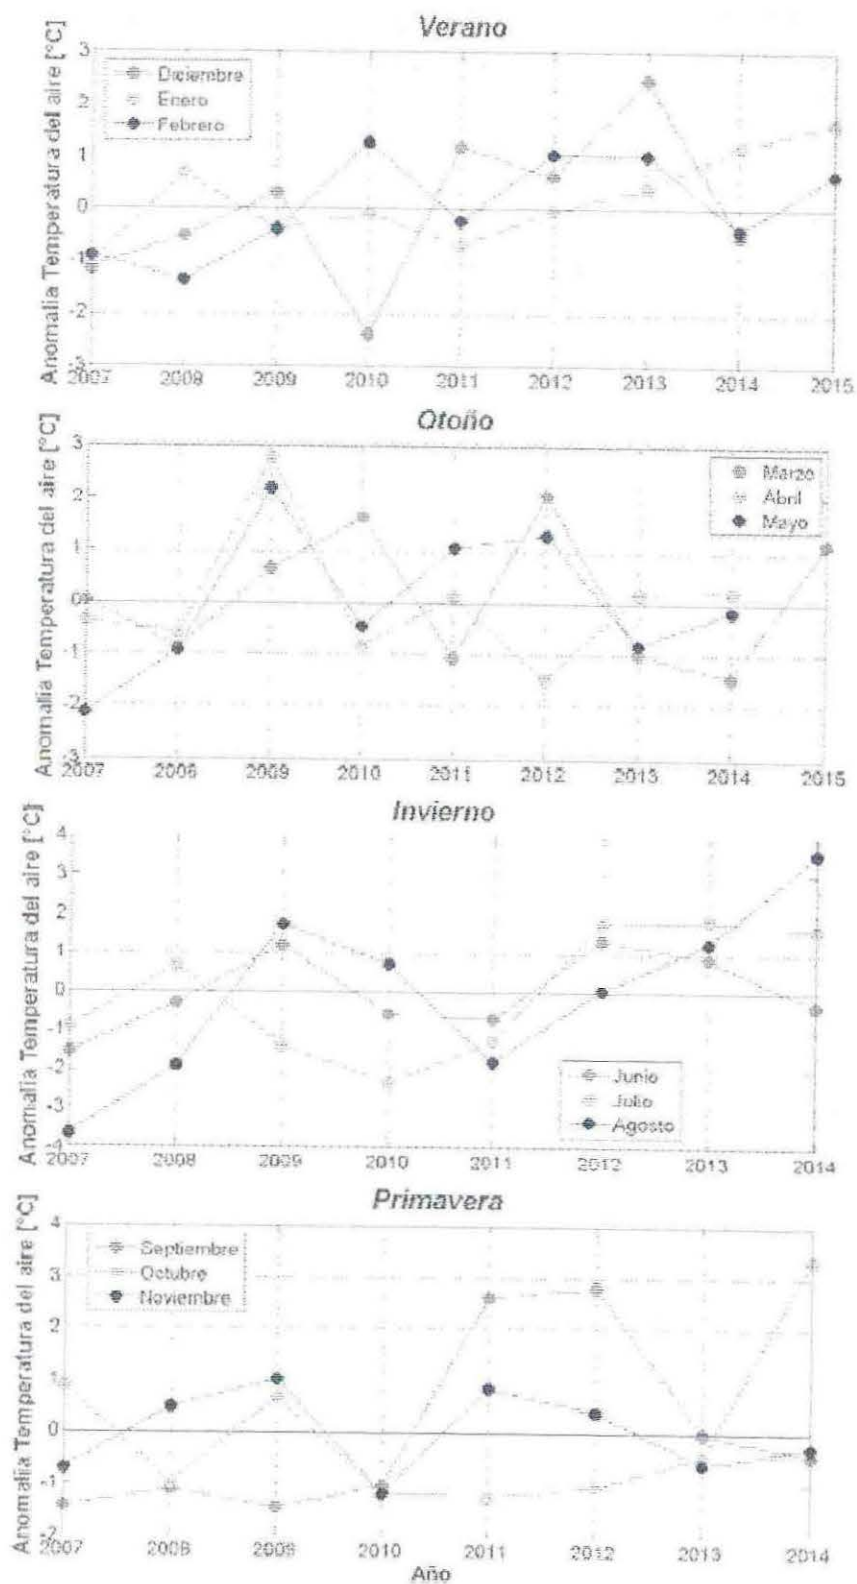 Verano
Anomalia Temperatura del aire [°C]
3
2
1
0
-1
-2
-3
Diciembre
Enero
Febrero
2007 2008 2009 2010 2011 2012 2013 2014 2015
Otoño
Anomalia Temperatura del aire [°C]
3
2
1
0
-1
-2
-3
Marzo
Abril
Mayo
2007 2008 2009 2010 2011 2012 2013 2014 2015
Invierno
Anomalia Temperatura del aire [°C]
4
3
2
1
0
-1
-2
-3
-4
Junio
Julio
Agosto
2007 2008 2009 2010 2011 2012 2013 2014
Primavera
Anomalia Temperatura del aire [°C]
4
3
2
1
0
-1
-2
Septiembre
Octubre
Noviembre
2007 2008 2009 2010 2011 2012 2013 2014
Año